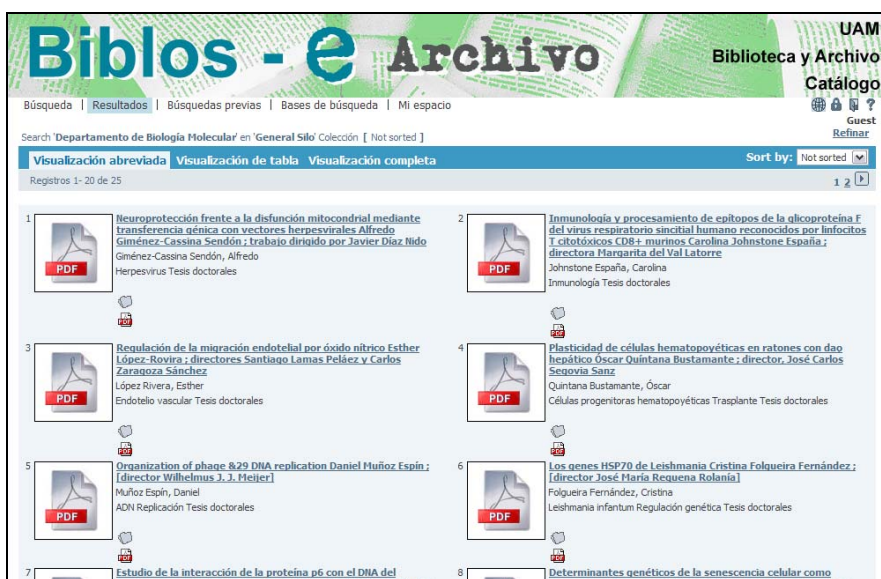 Biblos - e Archivo
UAM
Biblioteca y Archivo
Catálogo
Búsqueda | Resultados | Búsquedas previas | Bases de búsqueda | Mi espacio
?
Guest
Search 'Departamento de Biología Molecular' en 'General Silo' Colección [ Not sorted ]
Refinar
Visualización abreviada Visualización de tabla Visualización completa
Sort by: Not sorted
Registros 1- 20 de 25
1 2
1
PDF
Neuroprotección frente a la disfunción mitocondrial mediante
transferencia génica con vectores herpesvirales Alfredo
Giménez-Cassina Sendón ; trabajo dirigido por Javier Díaz Nido
Giménez-Cassina Sendón, Alfredo
Herpesvirus Tesis doctorales
PDF
2
PDF
Inmunología y procesamiento de epítopos de la glicoproteína F
del virus respiratorio sincitial humano reconocidos por linfocitos
T citotóxicos CD8+ murinos Carolina Johnstone España ;
directora Margarita del Val Latorre
Johnstone España, Carolina
Inmunología Tesis doctorales
PDF
3
PDF
Regulación de la migración endotelial por óxido nítrico Esther
López-Rovira ; directores Santiago Lamas Peláez y Carlos
Zaragoza Sánchez
López Rivera, Esther
Endotelio vascular Tesis doctorales
PDF
4
PDF
Plasticidad de células hematopoyéticas en ratones con dao
hepático Óscar Quintana Bustamante ; director, José Carlos
Segovia Sanz
Quintana Bustamante, Óscar
Células progenitoras hematopoyéticas Trasplante Tesis doctorales
PDF
5
PDF
Organization of phage &29 DNA replication Daniel Muñoz Espín ;
[director Wilhelmus J. J. Meijer]
Muñoz Espín, Daniel
ADN Replicación Tesis doctorales
PDF
6
PDF
Los genes HSP70 de Leishmania Cristina Folgueira Fernández ;
[director José María Requena Rolanía]
Folgueira Fernández, Cristina
Leishmania infantum Regulación genética Tesis doctorales
PDF
7
Estudio de la interacción de la proteína p6 con el DNA del
8
Determinantes genéticos de la senescencia celular como